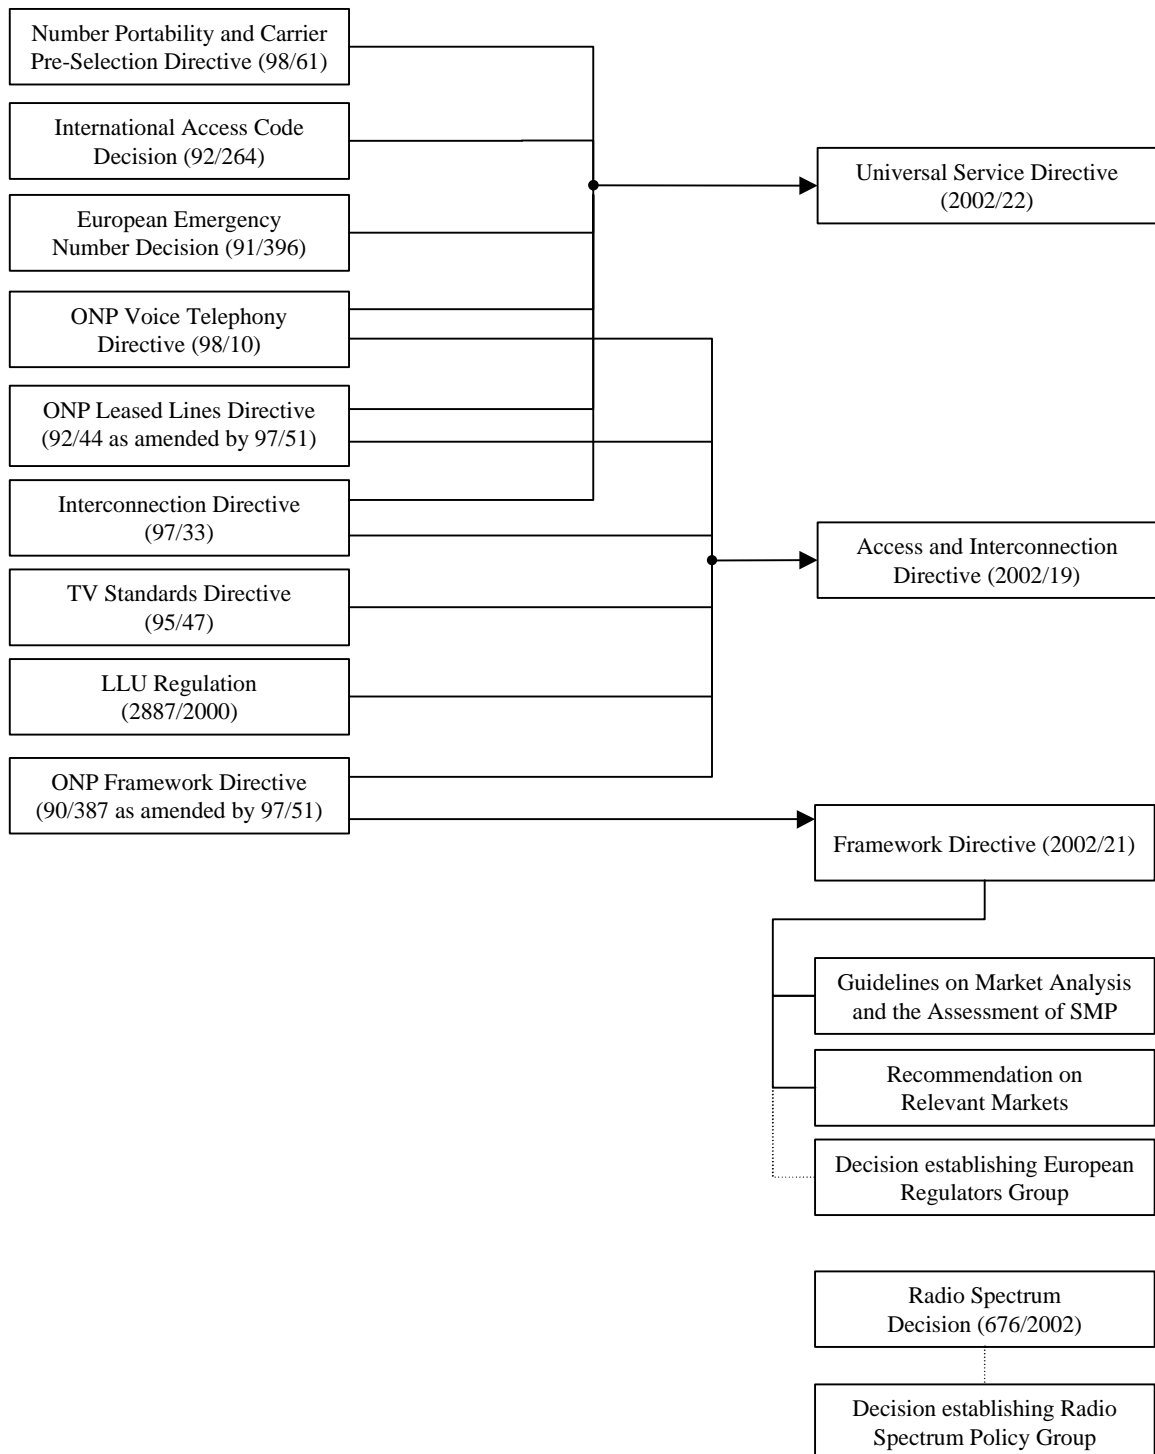 Number Portability and Carrier
Pre-Selection Directive (98/61)
International Access Code
Decision (92/264)
European Emergency
Number Decision (91/396)
ONP Voice Telephony
Directive (98/10)
ONP Leased Lines Directive
(92/44 as amended by 97/51)
Interconnection Directive
(97/33)
TV Standards Directive
(95/47)
LLU Regulation
(2887/2000)
ONP Framework Directive
(90/387 as amended by 97/51)
Universal Service Directive
(2002/22)
Access and Interconnection
Directive (2002/19)
Framework Directive (2002/21)
Guidelines on Market Analysis
and the Assessment of SMP
Recommendation on
Relevant Markets
Decision establishing European
Regulators Group
Radio Spectrum
Decision (676/2002)
Decision establishing Radio
Spectrum Policy Group